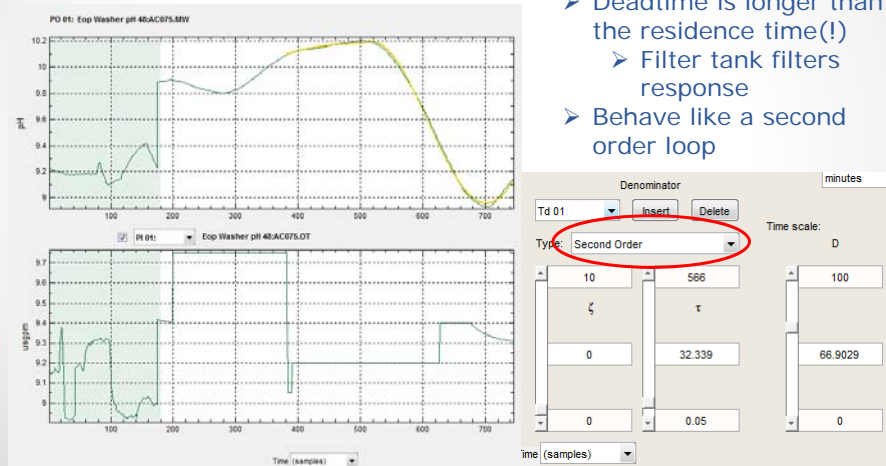 PO 01: Eop Washer pH 48:AC075.MW
10.2
10
9.8
9.6
9.4
9.2
9
pH
100 200 300 400 500 600 700
PI 01: Eop Washer pH 48:AC075.OT
9.7
9.6
9.5
9.4
9.3
9.2
9.1
9
usgpm
100 200 300 400 500 600 700
Time (samples)
Deadtime is longer than
the residence time(!)
Filter tank filters
response
Behave like a second
order loop
minutes
Denominator
Td 01 Insert Delete
Time scale:
Type: Second Order D
10 566 100
ζ τ
0 32.339 66.9029
0 0.05 0
ime (samples)